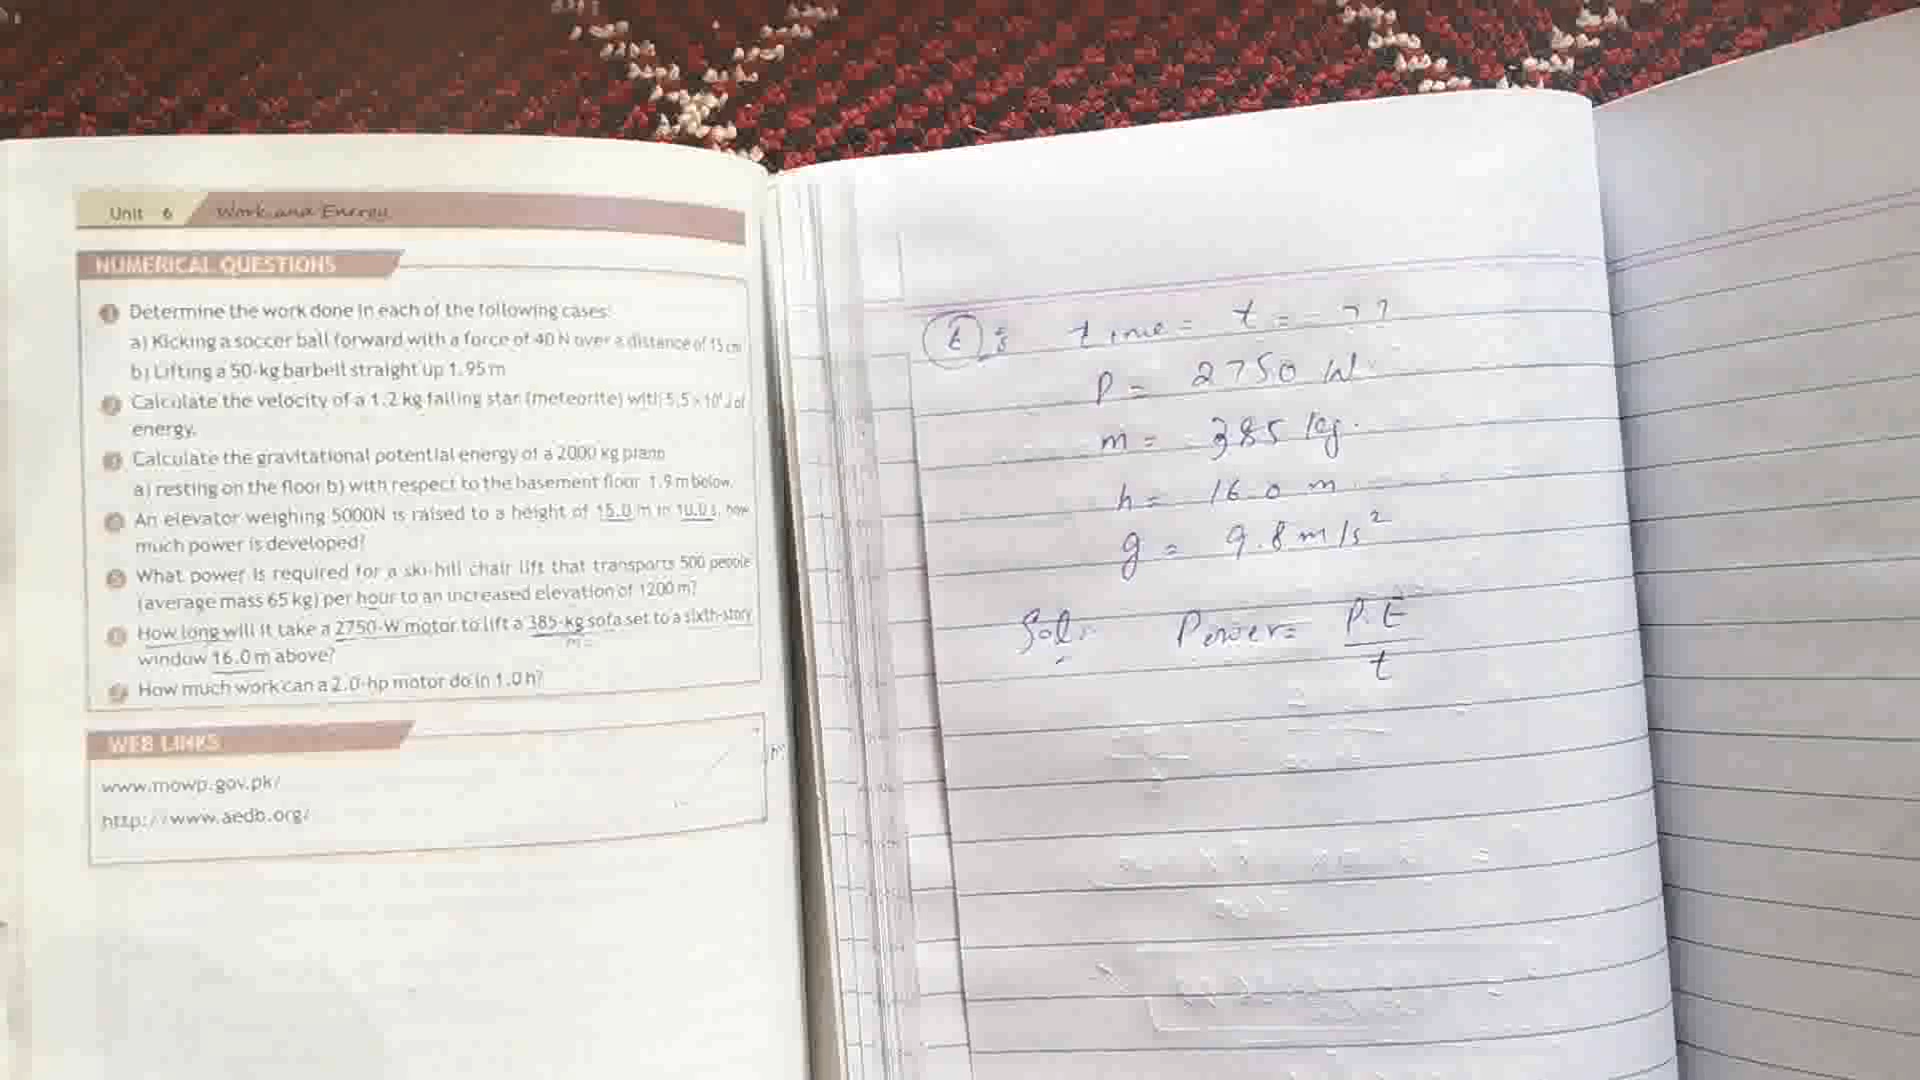 Unit 6 Work and Energy
NUMERICAL QUESTIONS
1 Determine the work done in each of the following cases:
a) Kicking a soccer ball forward with a force of 40 N over a distance of 15 cm
b) Lifting a 50-kg barbell straight up 1.95 m
2 Calculate the velocity of a 1.2 kg falling star (meteorite) with 5.5 × 10 J of
energy.
3 Calculate the gravitational potential energy of a 2000 kg piano
a) resting on the floor b) with respect to the basement floor 1.9 m below.
4 An elevator weighing 5000N is raised to a height of 15.0 m in 10.0 s, how
much power is developed?
5 What power is required for a ski-hill chair lift that transports 500 people
(average mass 65 kg) per hour to an increased elevation of 1200 m?
6 How long will it take a 2750-W motor to lift a 385-kg sofa set to a sixth-story
m=
window 16.0 m above?
7 How much work can a 2.0-hp motor do in 1.0 h?
WEB LINKS
www.mowp.gov.pk/
http://www.aedb.org/
time = t = ??
P = 2750 W
m = 385 kg.
h = 16.0 m
g = 9.8 m/s²
Sol: Power = P.E
t